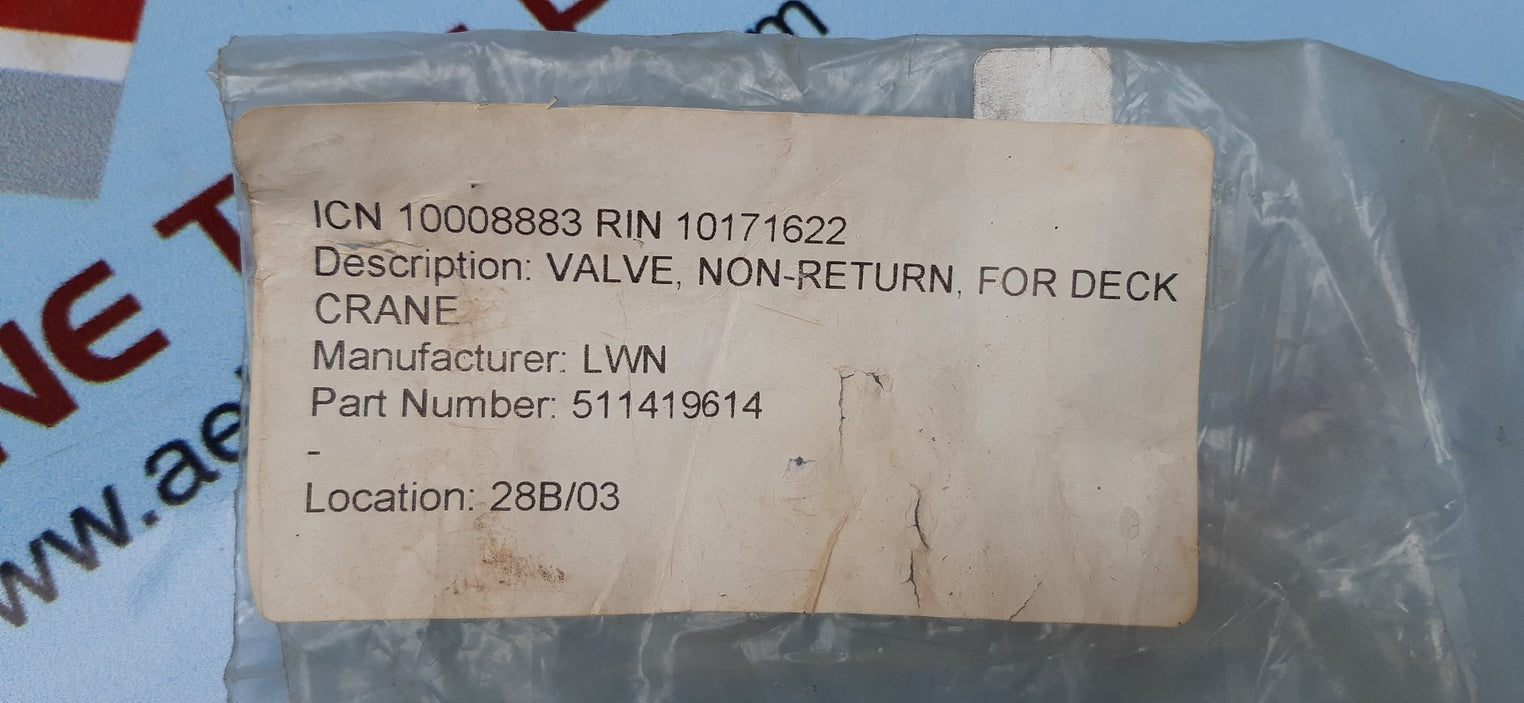 ICN 10008883 RIN 10171622
Description: VALVE, NON-RETURN, FOR DECK
CRANE
Manufacturer: LWN
Part Number: 511419614
-
Location: 28B/03